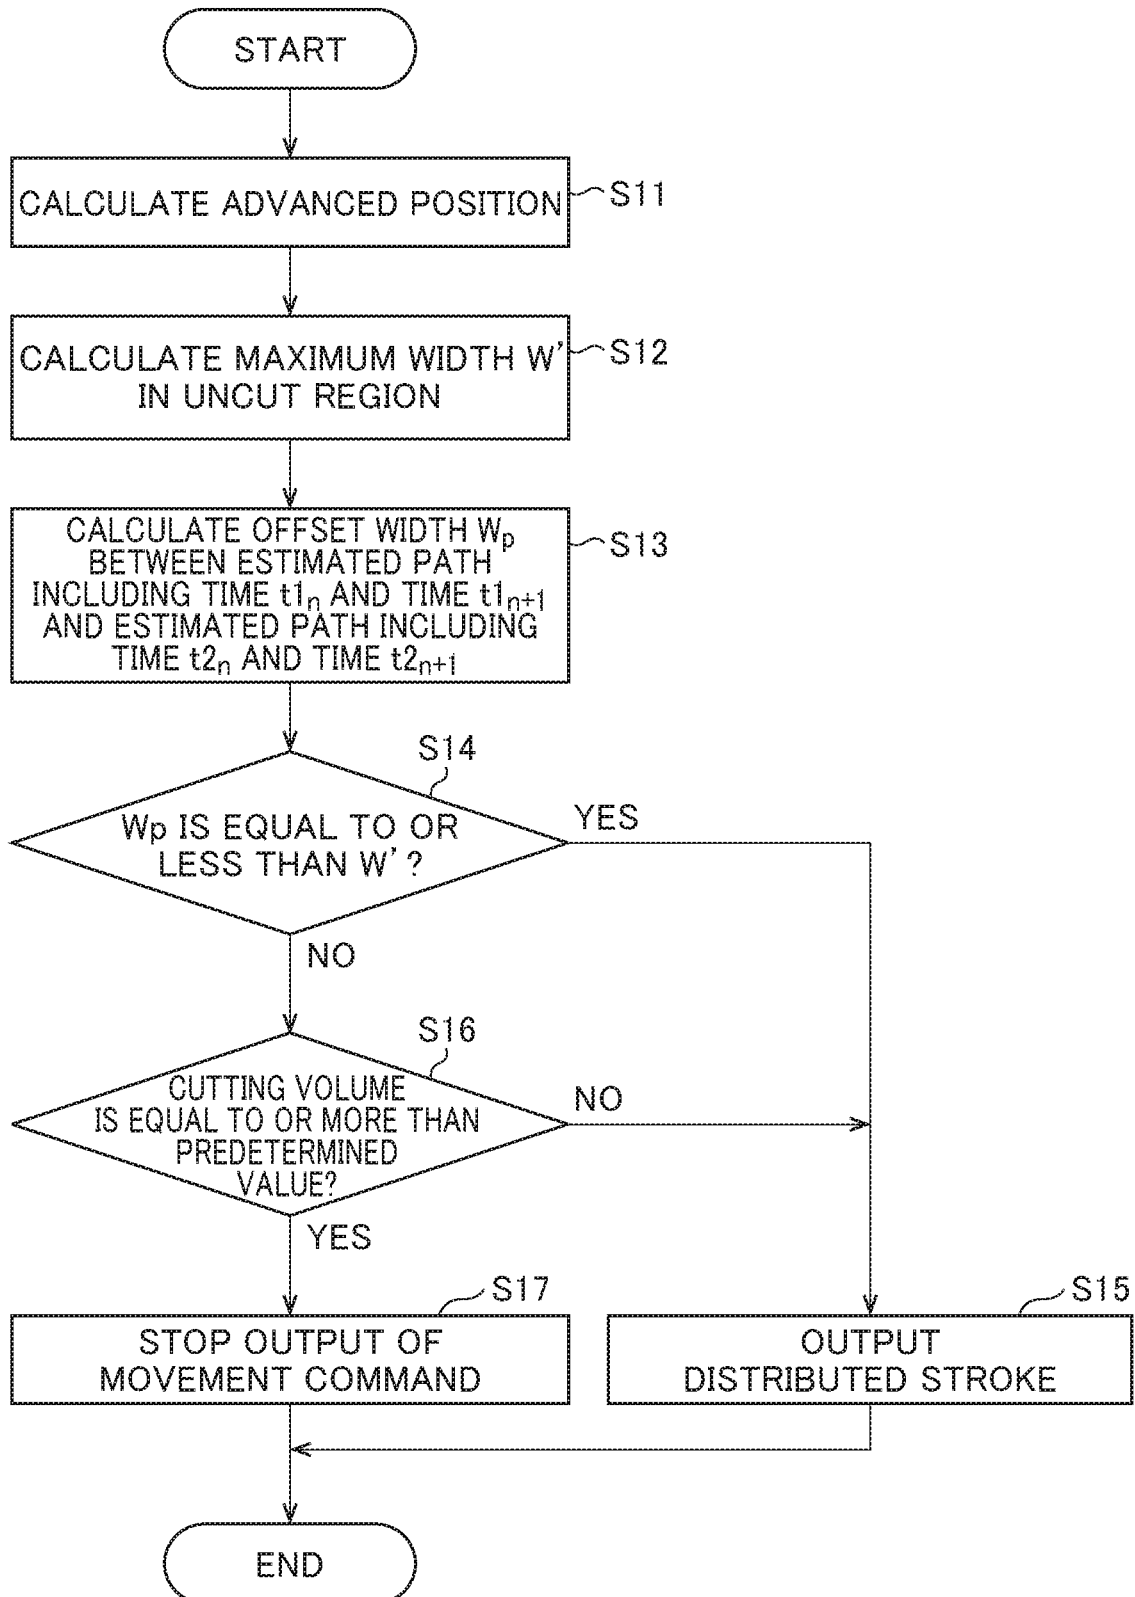 START
CALCULATE ADVANCED POSITION
S11
CALCULATE MAXIMUM WIDTH W'
IN UNCUT REGION
S12
CALCULATE OFFSET WIDTH Wp
BETWEEN ESTIMATED PATH
INCLUDING TIME t1n AND TIME t1n+1
AND ESTIMATED PATH INCLUDING
TIME t2n AND TIME t2n+1
S13
S14
Wp IS EQUAL TO OR
LESS THAN W'?
YES
NO
S16
CUTTING VOLUME
IS EQUAL TO OR MORE THAN
PREDETERMINED
VALUE?
NO
YES
S17
STOP OUTPUT OF
MOVEMENT COMMAND
S15
OUTPUT
DISTRIBUTED STROKE
END